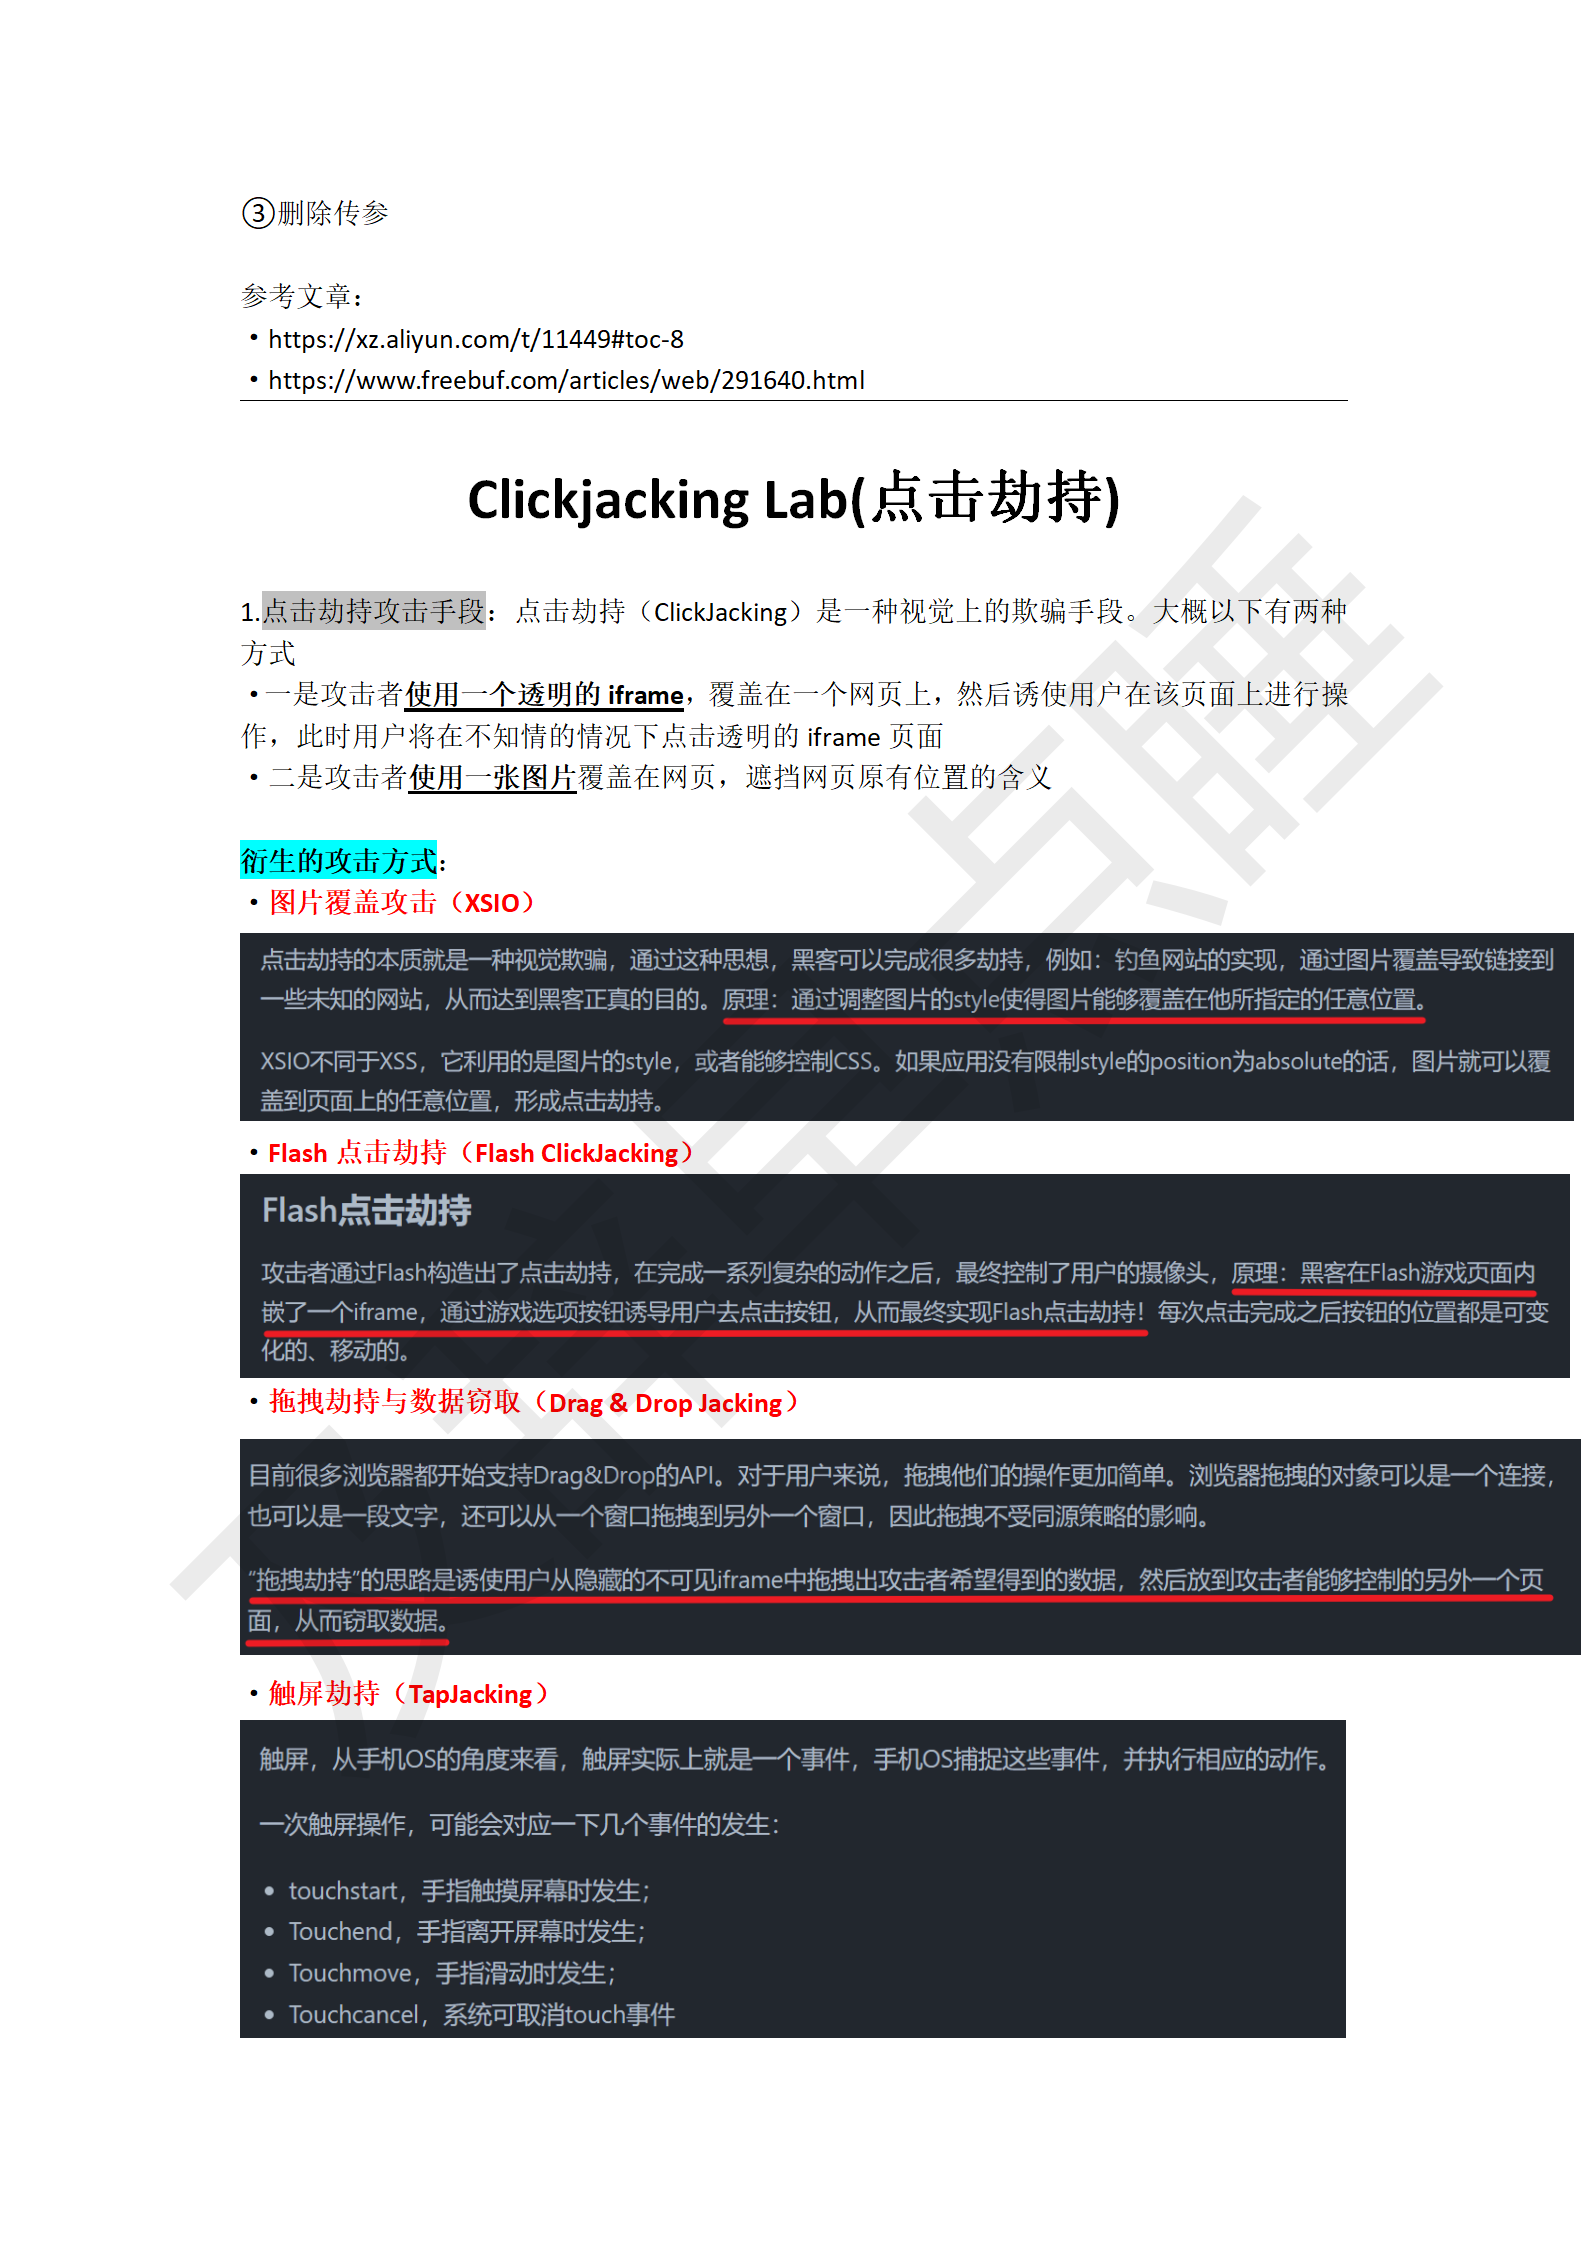 ③删除传参
参考文章：
·https://xz.aliyun.com/t/11449#toc-8
·https://www.freebuf.com/articles/web/291640.html
Clickjacking Lab(点击劫持)
1.点击劫持攻击手段：点击劫持（ClickJacking）是一种视觉上的欺骗手段。大概以下有两种
方式
·一是攻击者使用一个透明的 iframe，覆盖在一个网页上，然后诱使用户在该页面上进行操
作，此时用户将在不知情的情况下点击透明的 iframe 页面
·二是攻击者使用一张图片覆盖在网页，遮挡网页原有位置的含义
衍生的攻击方式：
·图片覆盖攻击（XSIO）
点击劫持的本质就是一种视觉欺骗，通过这种思想，黑客可以完成很多劫持，例如：钓鱼网站的实现，通过图片覆盖导致链接到
一些未知的网站，从而达到黑客正真的目的。原理：通过调整图片的style使得图片能够覆盖在他所指定的任意位置。
XSIO不同于XSS，它利用的是图片的style，或者能够控制CSS。如果应用没有限制style的position为absolute的话，图片就可以覆
盖到页面上的任意位置，形成点击劫持。
·Flash 点击劫持（Flash ClickJacking）
Flash点击劫持
攻击者通过Flash构造出了点击劫持，在完成一系列复杂的动作之后，最终控制了用户的摄像头，原理：黑客在Flash游戏页面内
嵌了一个iframe，通过游戏选项按钮诱导用户去点击按钮，从而最终实现Flash点击劫持！每次点击完成之后按钮的位置都是可变
化的、移动的。
·拖拽劫持与数据窃取（Drag & Drop Jacking）
目前很多浏览器都开始支持Drag&Drop的API。对于用户来说，拖拽他们的操作更加简单。浏览器拖拽的对象可以是一个连接，
也可以是一段文字，还可以从一个窗口拖拽到另外一个窗口，因此拖拽不受同源策略的影响。
“拖拽劫持”的思路是诱使用户从隐藏的不可见iframe中拖拽出攻击者希望得到的数据，然后放到攻击者能够控制的另外一个页
面，从而窃取数据。
·触屏劫持（TapJacking）
触屏，从手机OS的角度来看，触屏实际上就是一个事件，手机OS捕捉这些事件，并执行相应的动作。
一次触屏操作，可能会对应一下几个事件的发生：
• touchstart，手指触摸屏幕时发生；
• Touchend，手指离开屏幕时发生；
• Touchmove，手指滑动时发生；
• Touchcancel，系统可取消touch事件